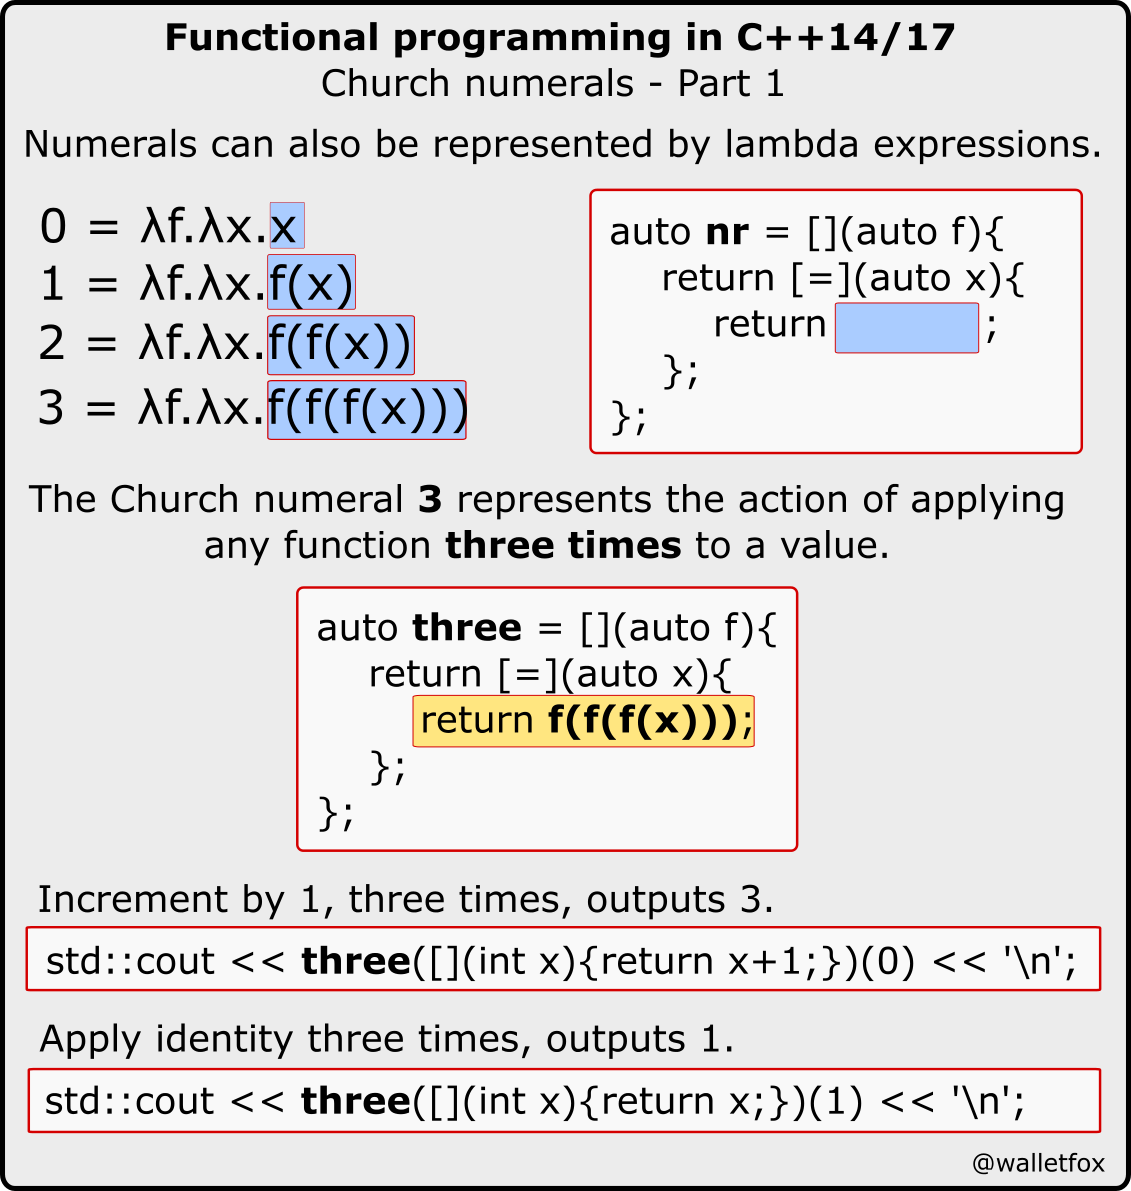 Functional programming in C++14/17
Church numerals - Part 1
Numerals can also be represented by lambda expressions.
0 = λf.λx.x
1 = λf.λx.f(x)
2 = λf.λx.f(f(x))
3 = λf.λx.f(f(f(x)))
auto nr = [](auto f){
return [=](auto x){
return ;
};
};
The Church numeral 3 represents the action of applying
any function three times to a value.
auto three = [](auto f){
return [=](auto x){
return f(f(f(x)));
};
};
Increment by 1, three times, outputs 3.
std::cout << three([](int x){return x+1;})(0) << '\n';
Apply identity three times, outputs 1.
std::cout << three([](int x){return x;})(1) << '\n';
@walletfox